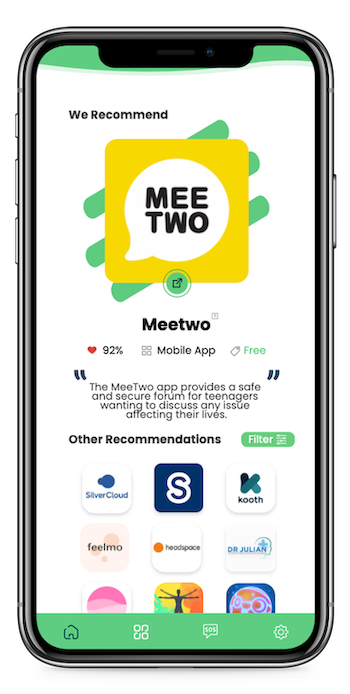 We Recommend
MEE
TWO
Meetwo
92% Mobile App Free
" The MeeTwo app provides a safe "
and secure forum for teenagers
wanting to discuss any issue
affecting their lives.
Other Recommendations Filter
SilverCloud S kooth
feelmo headspace DR JULIAN
SOS